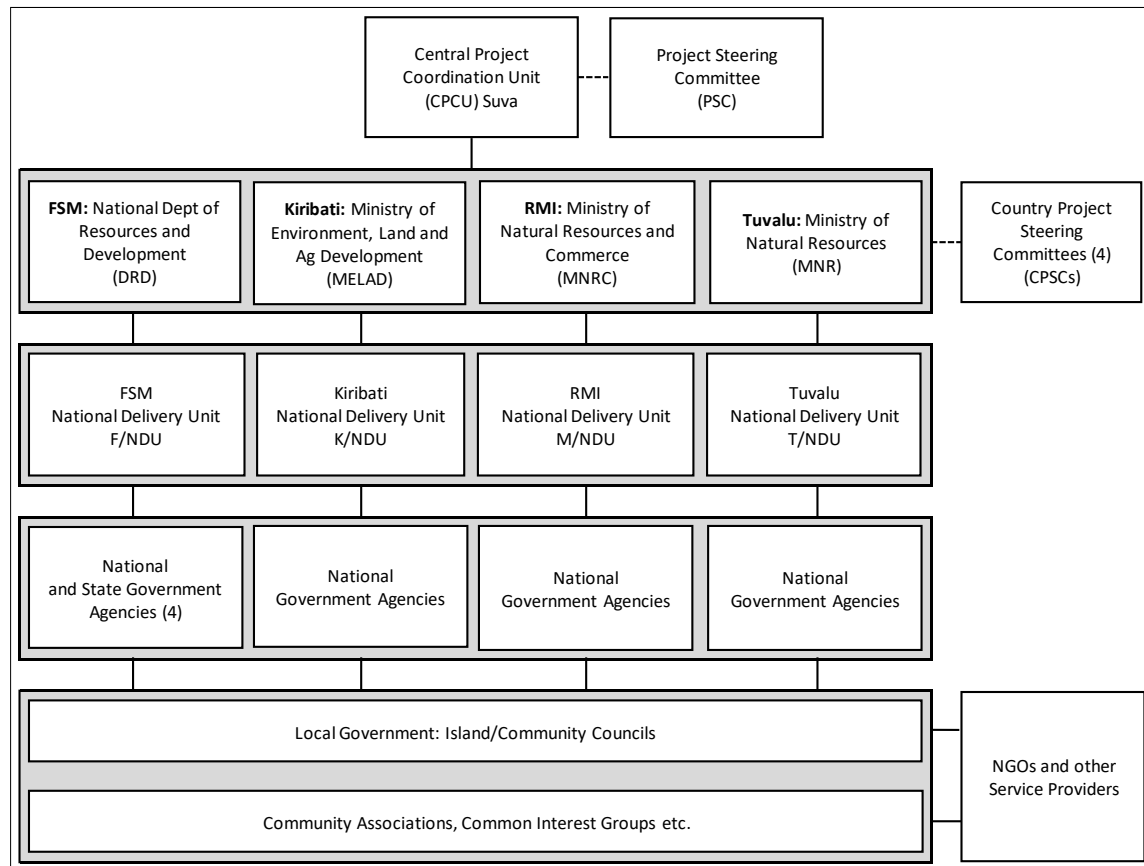 Central Project
Coordination Unit
(CPCU) Suva
Project Steering
Committee
(PSC)
FSM: National Dept of
Resources and
Development
(DRD)
Kiribati: Ministry of
Environment, Land and
Ag Development
(MELAD)
RMI: Ministry of
Natural Resources and
Commerce
(MNRC)
Tuvalu: Ministry of
Natural Resources
(MNR)
Country Project
Steering
Committees (4)
(CPSCs)
FSM
National Delivery Unit
F/NDU
Kiribati
National Delivery Unit
K/NDU
RMI
National Delivery Unit
M/NDU
Tuvalu
National Delivery Unit
T/NDU
National
and State Government
Agencies (4)
National
Government Agencies
National
Government Agencies
National
Government Agencies
Local Government: Island/Community Councils
Community Associations, Common Interest Groups etc.
NGOs and other
Service Providers